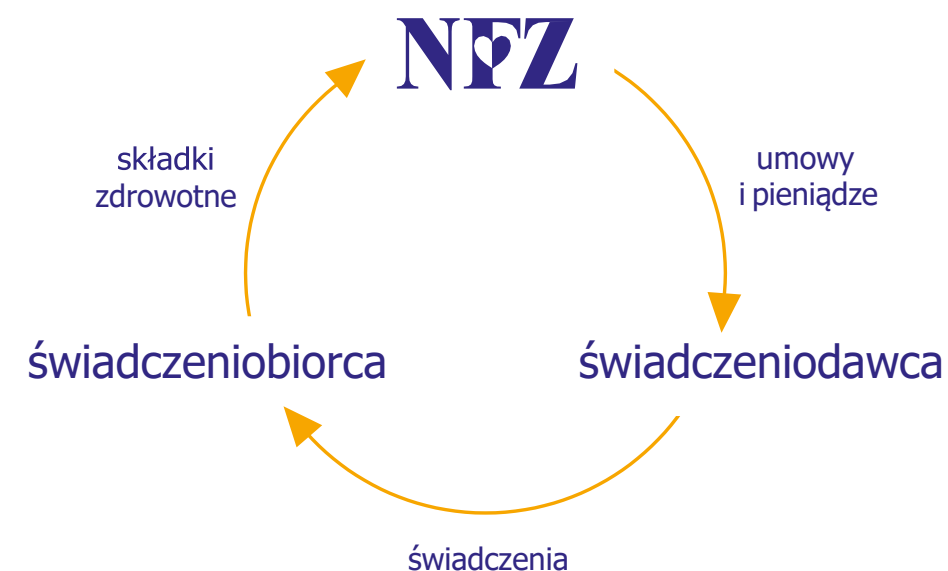 NFZ
składki
zdrowotne
umowy
i pieniądze
świadczeniobiorca
świadczeniodawca
świadczenia